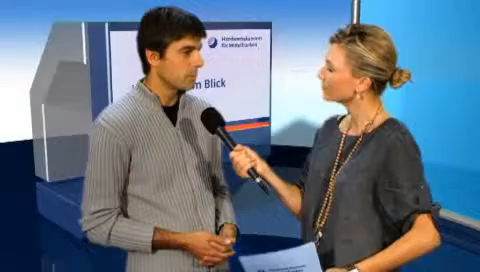 Handwerkskammer
für Mittelfranken
m Blick